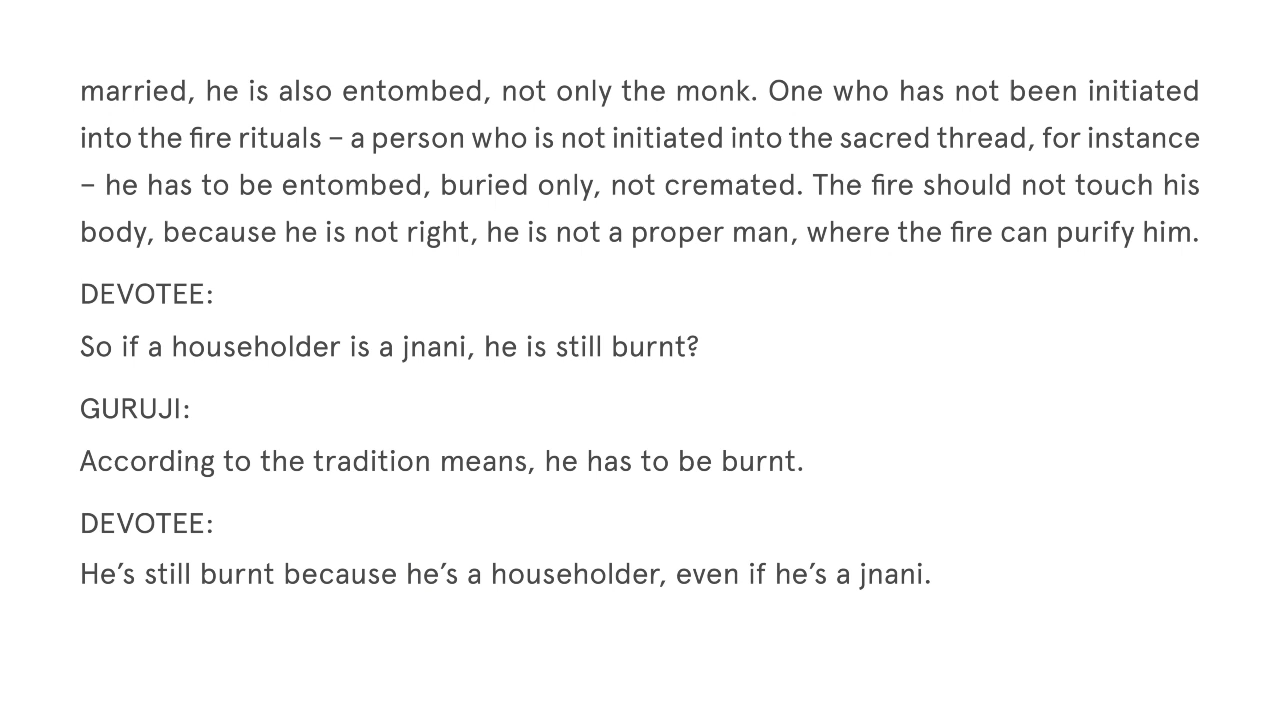 married, he is also entombed, not only the monk. One who has not been initiated
into the fire rituals – a person who is not initiated into the sacred thread, for instance
– he has to be entombed, buried only, not cremated. The fire should not touch his
body, because he is not right, he is not a proper man, where the fire can purify him.
DEVOTEE:
So if a householder is a jnani, he is still burnt?
GURUJI:
According to the tradition means, he has to be burnt.
DEVOTEE:
He’s still burnt because he’s a householder, even if he’s a jnani.